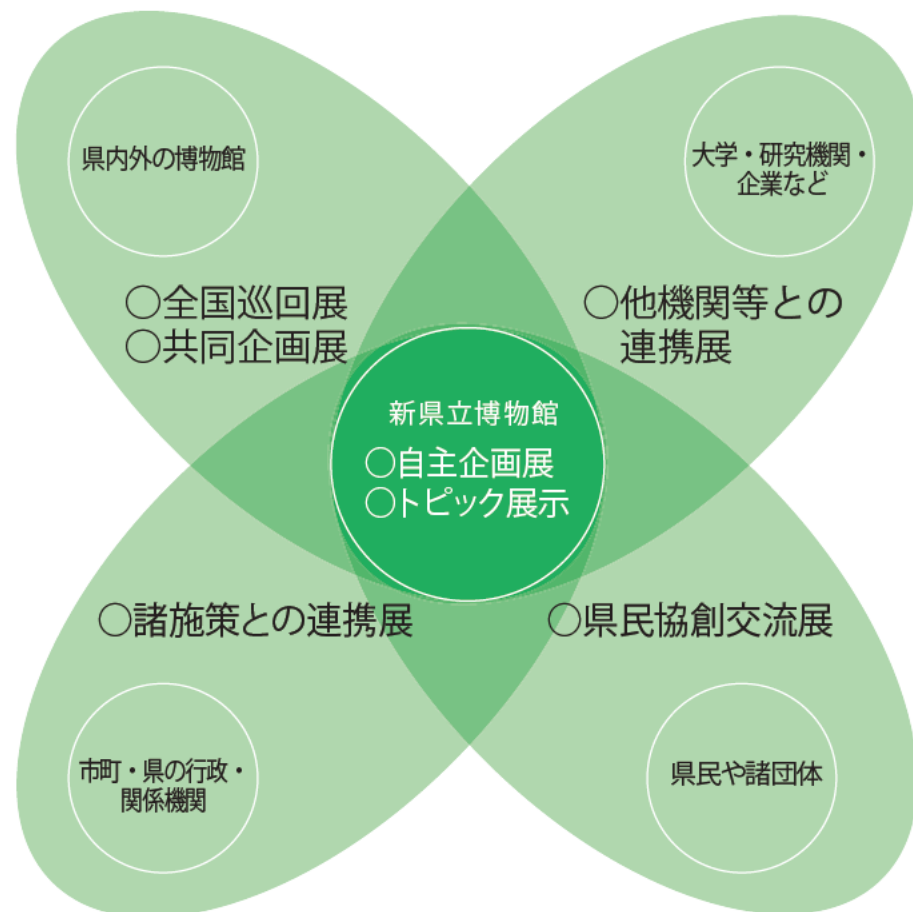 県内外の博物館
○全国巡回展
○共同企画展
大学・研究機関・
企業など
○他機関等との
連携展
新県立博物館
○自主企画展
○トピック展示
○諸施策との連携展
市町・県の行政・
関係機関
○県民協創交流展
県民や諸団体